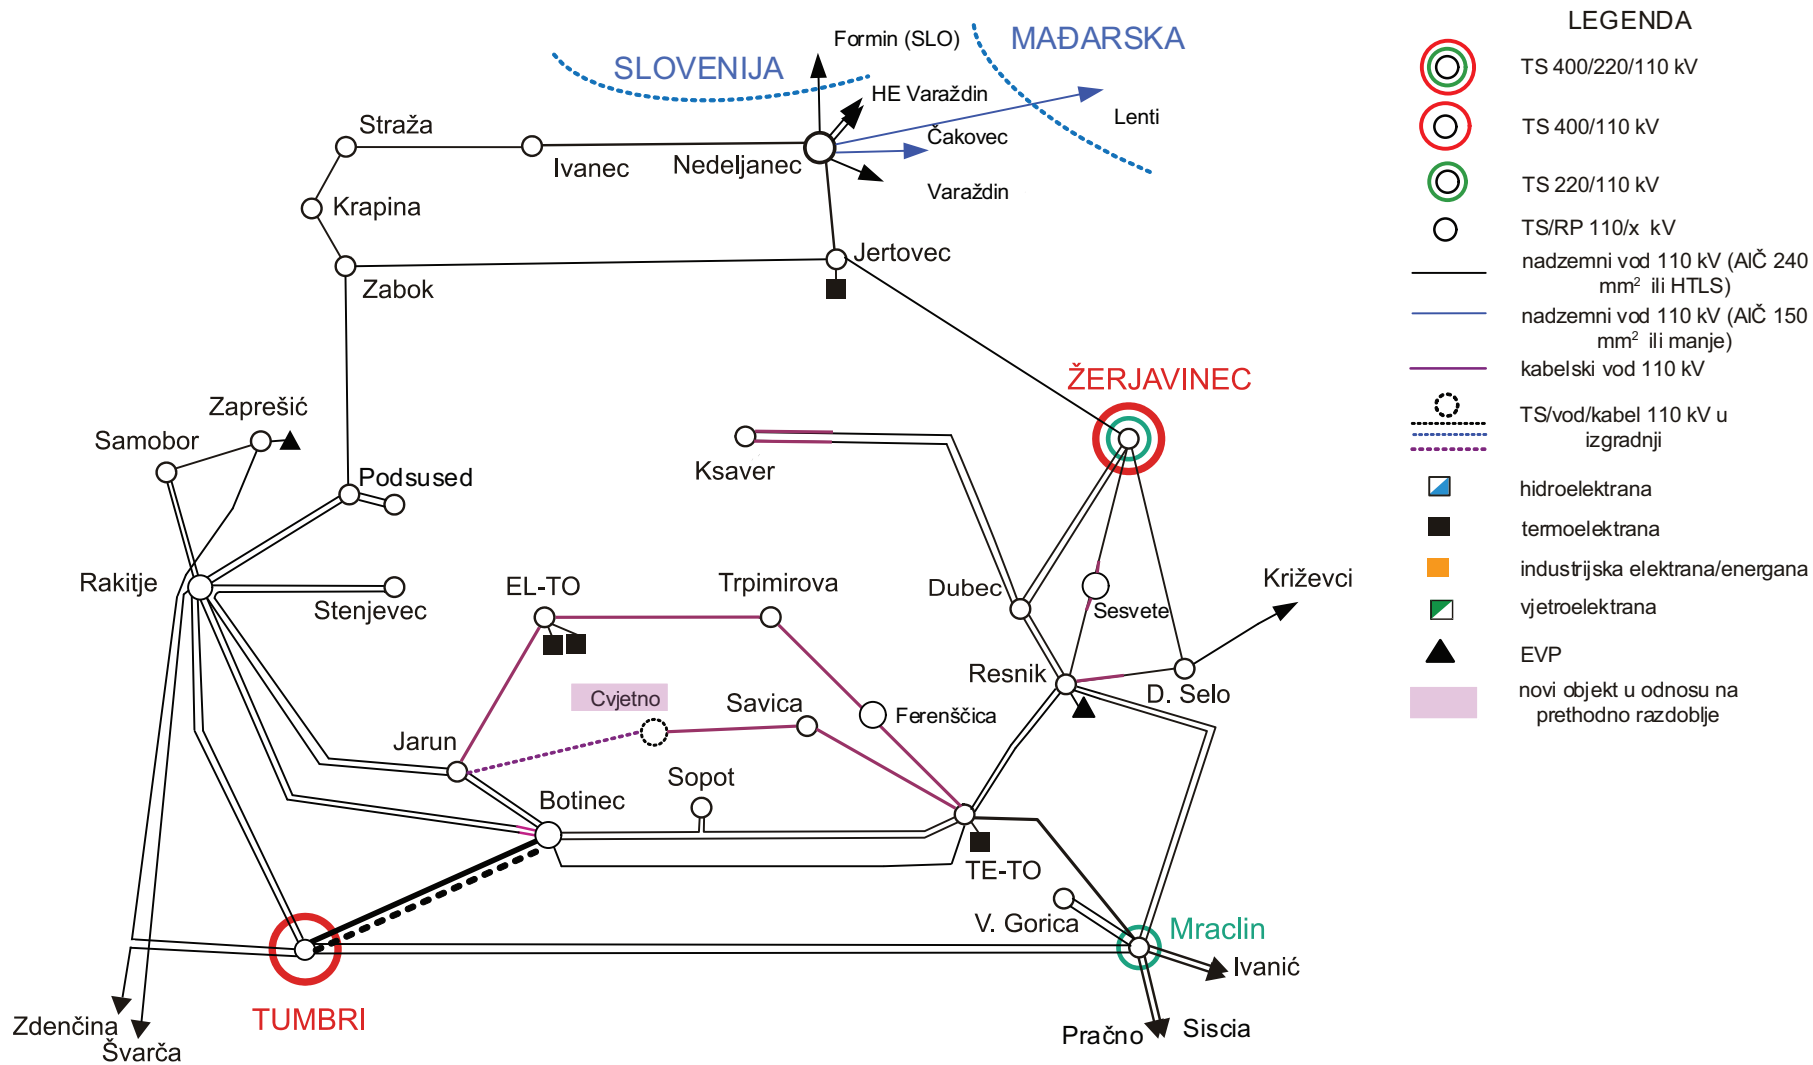 Formin (SLO)
MAĐARSKA
SLOVENIJA
HE Varaždin
Lenti
Straža
Čakovec
Ivanec
Nedeljanec
Varaždin
Krapina
Jertovec
Zabok
ŽERJAVINEC
Zaprešić
Samobor
Ksaver
Podsused
Rakitje
Stenjevec
EL-TO
Trpimirova
Dubec
Sesvete
Križevci
Resnik
D. Selo
Cvjetno
Savica
Ferenščica
Jarun
Sopot
Botinec
TE-TO
V. Gorica
Mraclin
Ivanić
TUMBRI
Zdenčina
Švarča
Pračno
Siscia
LEGENDA
TS 400/220/110 kV
TS 400/110 kV
TS 220/110 kV
TS/RP 110/x kV
nadzemni vod 110 kV (AlČ 240
mm² ili HTLS)
nadzemni vod 110 kV (AlČ 150
mm² ili manje)
kabelski vod 110 kV
TS/vod/kabel 110 kV u
izgradnji
hidroelektrana
termoelektrana
industrijska elektrana/energana
vjetroelektrana
EVP
novi objekt u odnosu na
prethodno razdoblje